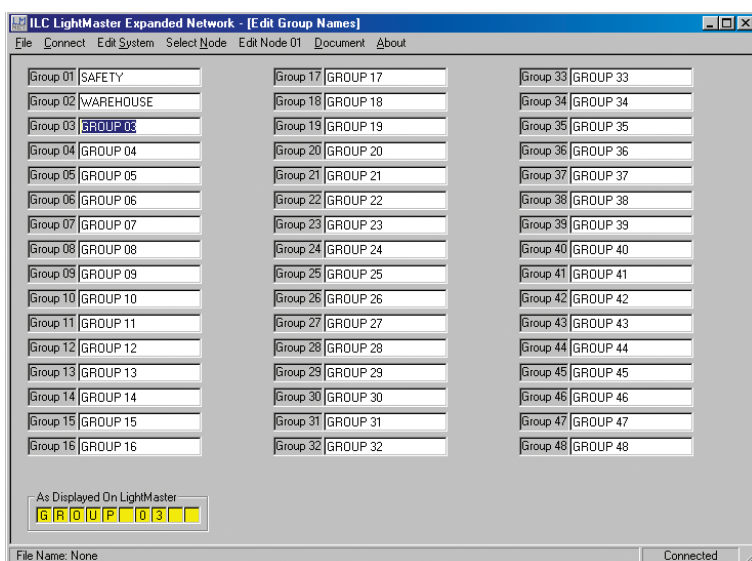 ILC LightMaster Expanded Network - [Edit Group Names]
File Connect Edit System Select Node Edit Node 01 Document About
Group 01 SAFETY Group 17 GROUP 17 Group 33 GROUP 33
Group 02 WAREHOUSE Group 18 GROUP 18 Group 34 GROUP 34
Group 03 GROUP 03 Group 19 GROUP 19 Group 35 GROUP 35
Group 04 GROUP 04 Group 20 GROUP 20 Group 36 GROUP 36
Group 05 GROUP 05 Group 21 GROUP 21 Group 37 GROUP 37
Group 06 GROUP 06 Group 22 GROUP 22 Group 38 GROUP 38
Group 07 GROUP 07 Group 23 GROUP 23 Group 39 GROUP 39
Group 08 GROUP 08 Group 24 GROUP 24 Group 40 GROUP 40
Group 09 GROUP 09 Group 25 GROUP 25 Group 41 GROUP 41
Group 10 GROUP 10 Group 26 GROUP 26 Group 42 GROUP 42
Group 11 GROUP 11 Group 27 GROUP 27 Group 43 GROUP 43
Group 12 GROUP 12 Group 28 GROUP 28 Group 44 GROUP 44
Group 13 GROUP 13 Group 29 GROUP 29 Group 45 GROUP 45
Group 14 GROUP 14 Group 30 GROUP 30 Group 46 GROUP 46
Group 15 GROUP 15 Group 31 GROUP 31 Group 47 GROUP 47
Group 16 GROUP 16 Group 32 GROUP 32 Group 48 GROUP 48
As Displayed On LightMaster
GROUP 03
File Name: None Connected